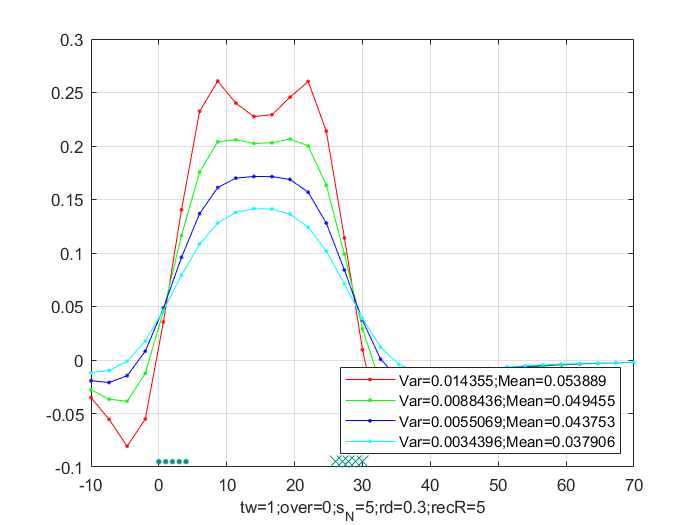 0.3
0.25
0.2
0.15
0.1
0.05
0
-0.05
-0.1
Var=0.014355;Mean=0.053889
Var=0.0088436;Mean=0.049455
Var=0.0055069;Mean=0.043753
Var=0.0034396;Mean=0.037906
-10 0 10 20 30 40 50 60 70
tw=1;over=0;s_N=5;rd=0.3;recR=5